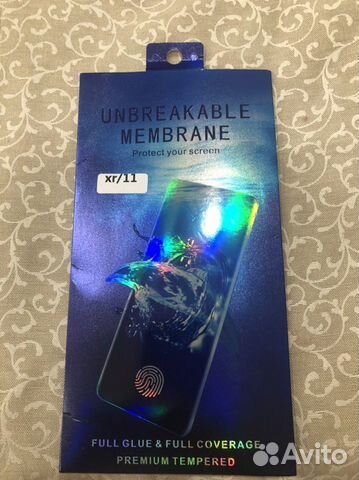 UNBREAKABLE
MEMBRANE
Protect your screen
xr/11
FULL GLUE & FULL COVERAGE
PREMIUM TEMPERED
Avito